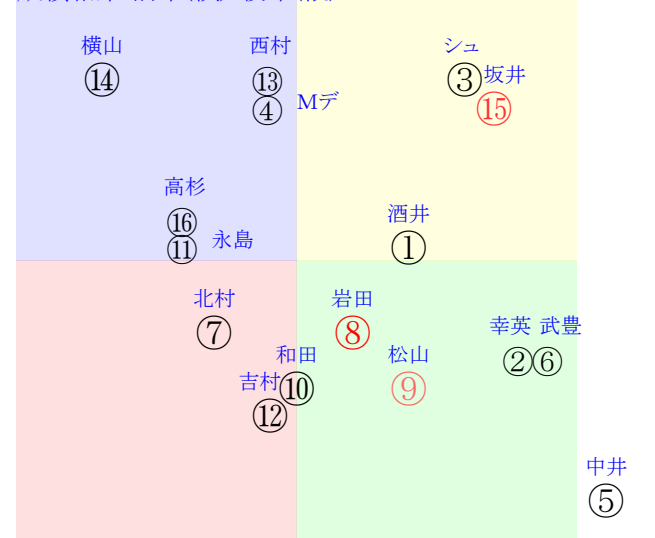 横山 西村 シュ
⑭ ⑬ ③ 坂井
④ Mデ ⑮
高杉
⑯ 酒井
⑪ 永島 ①
北村 岩田
⑦ ⑧ 幸英 武豊
和田 松山 ② ⑥
吉村 ⑩ ⑨
⑫
中井
⑤